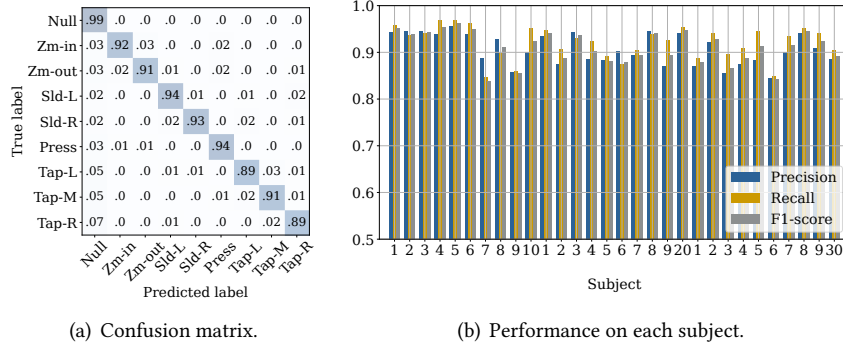 True label
Null .99 .0 .0 .0 .0 .0 .0 .0 .0
Zm-in .03 .92 .03 .0 .0 .02 .0 .0 .0
Zm-out .03 .02 .91 .01 .0 .02 .0 .0 .01
Sld-L .02 .0 .0 .94 .01 .0 .01 .0 .02
Sld-R .02 .0 .0 .02 .93 .0 .02 .0 .01
Press .03 .01 .01 .0 .0 .94 .0 .0 .0
Tap-L .05 .0 .0 .01 .01 .0 .89 .03 .01
Tap-M .05 .0 .0 .0 .0 .01 .02 .91 .01
Tap-R .07 .0 .0 .01 .0 .0 .0 .02 .89
Null Zm-in Zm-out Sld-L Sld-R Press Tap-L Tap-M Tap-R
Predicted label
(a) Confusion matrix.
1.0
0.9
0.8
0.7
0.6
0.5
Precision
Recall
F1-score
1 2 3 4 5 6 7 8 9 10 1 2 3 4 5 6 7 8 9 20 1 2 3 4 5 6 7 8 9 30
Subject
(b) Performance on each subject.